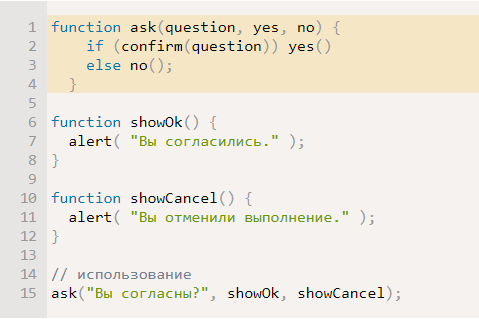 1 function ask(question, yes, no) {
2     if (confirm(question)) yes()
3     else no();
4   }
5
6 function showOk() {
7   alert( "Вы согласились." );
8 }
9
10 function showCancel() {
11   alert( "Вы отменили выполнение." );
12 }
13
14 // использование
15 ask("Вы согласны?", showOk, showCancel);